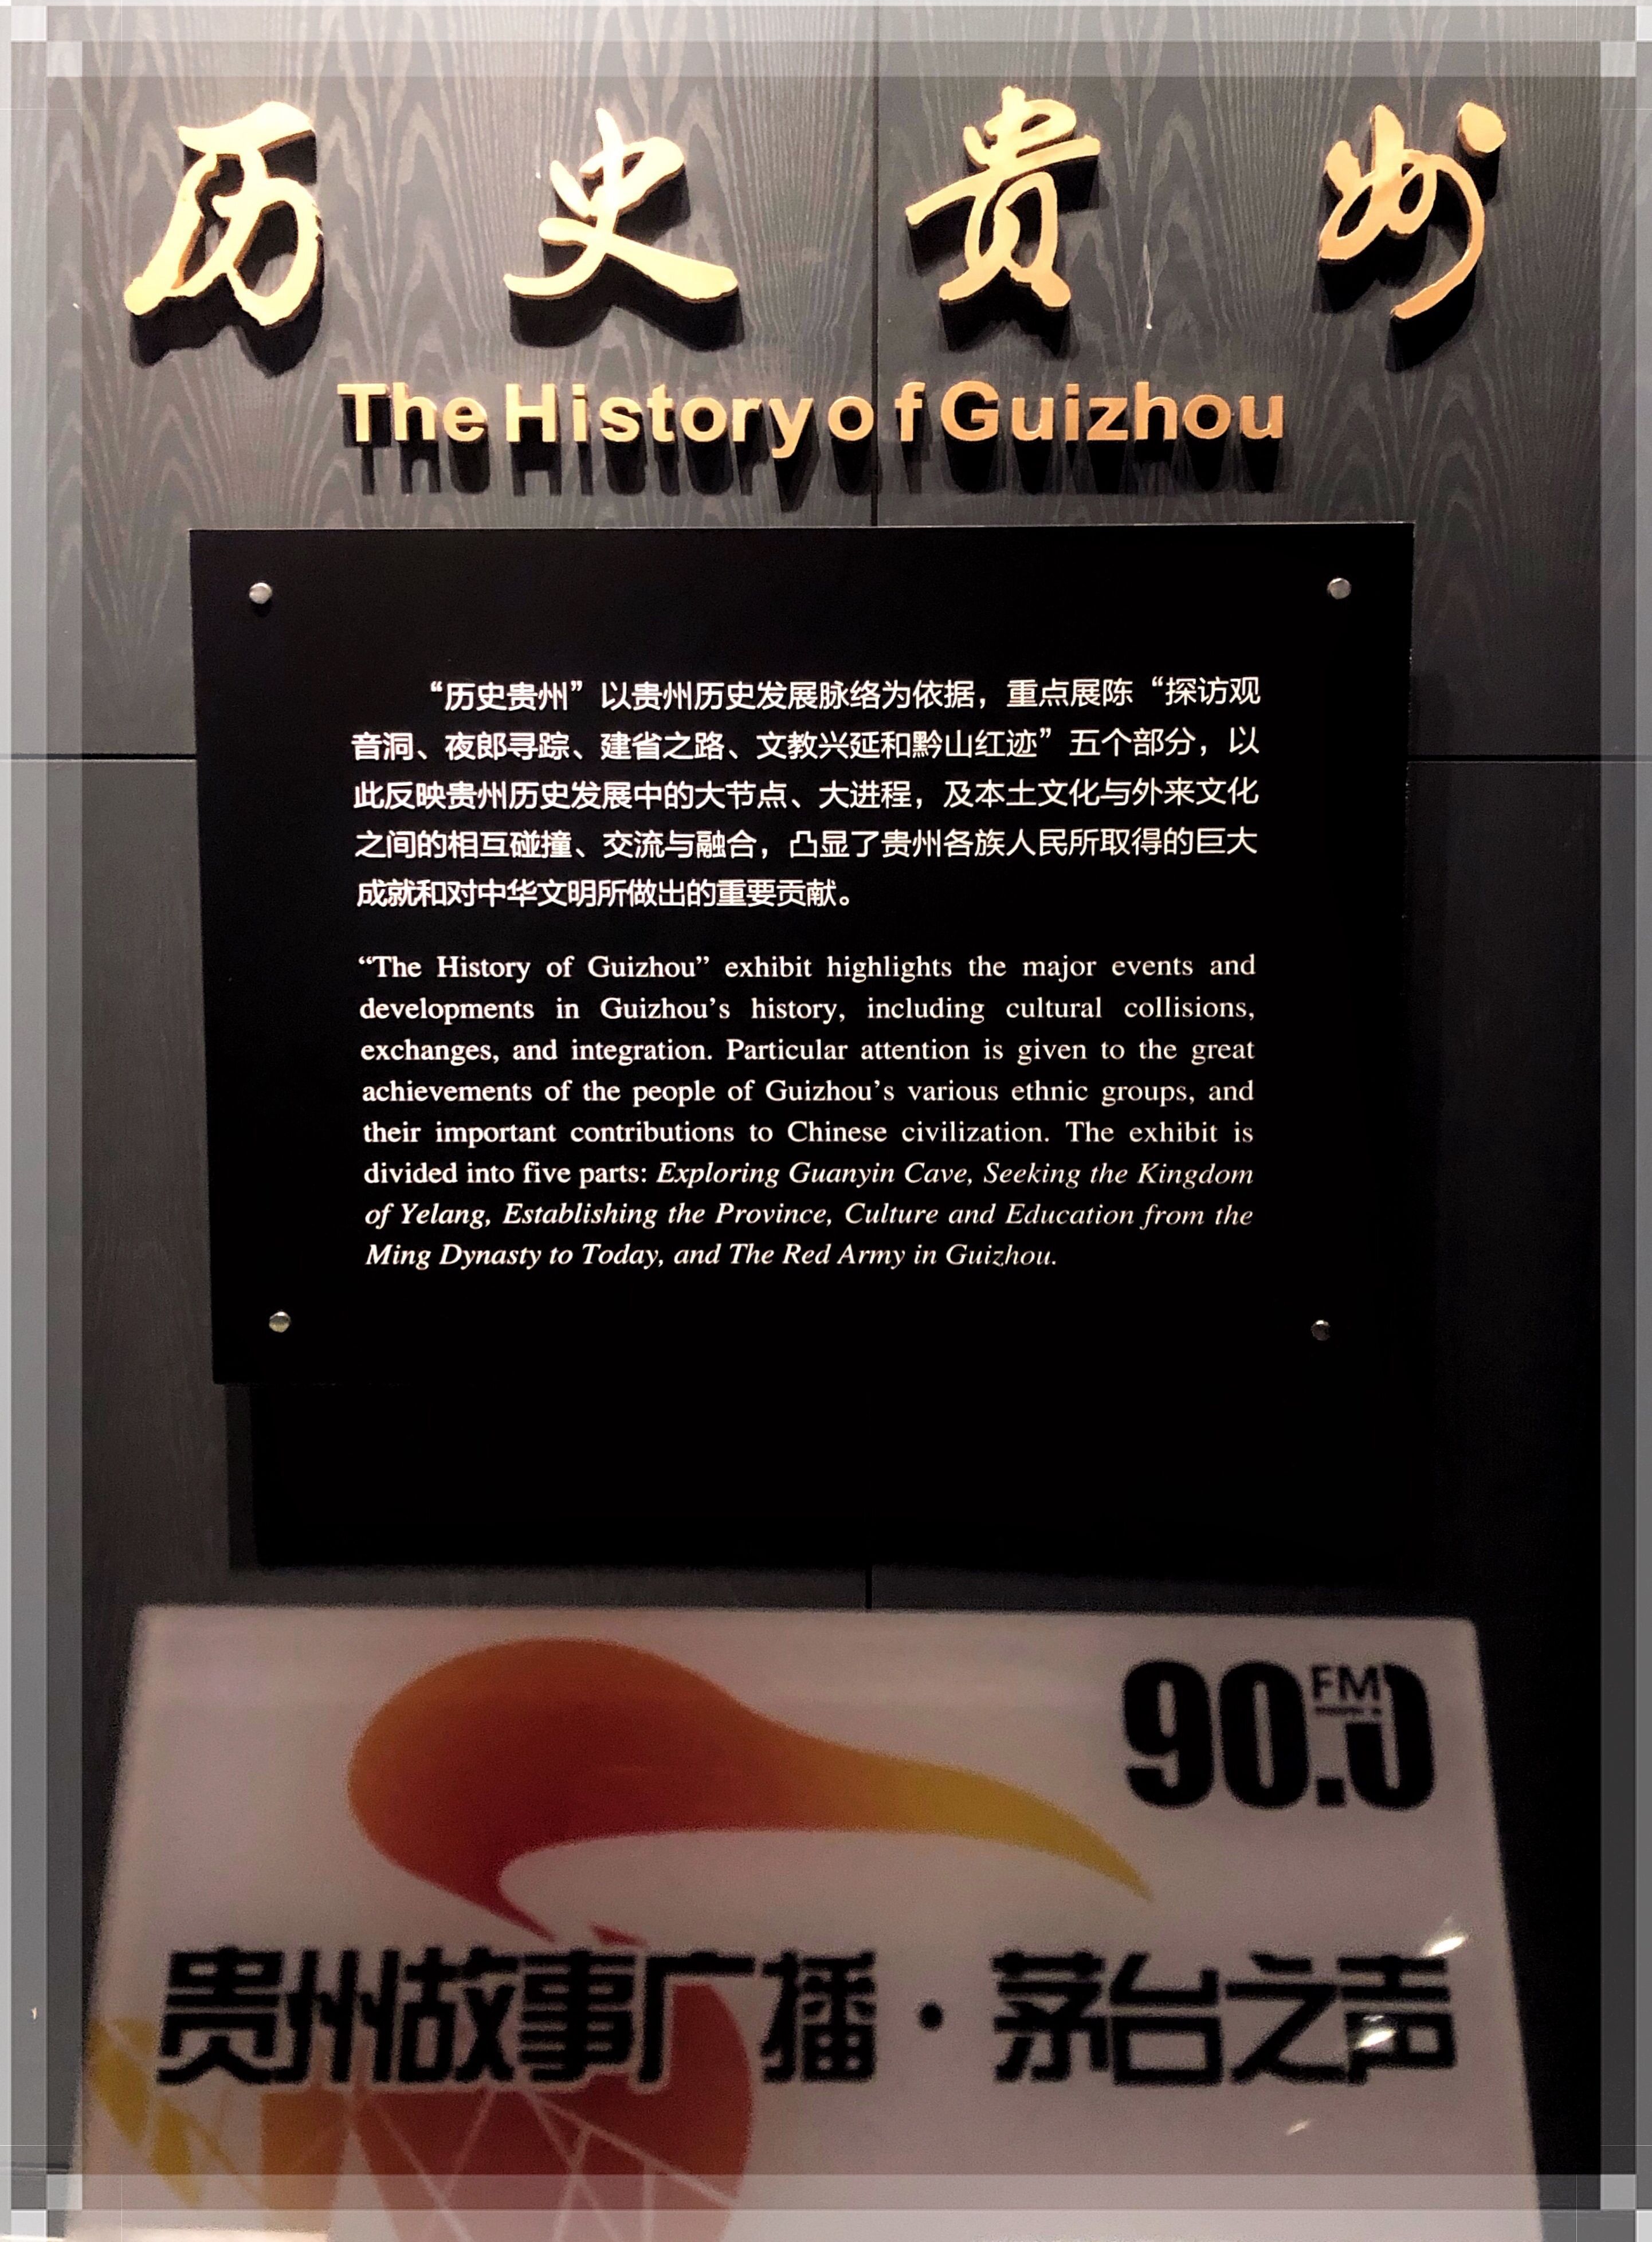 历史贵州
The History of Guizhou
“历史贵州”以贵州历史发展脉络为依据，重点展陈“探访观
音洞、夜郎寻踪、建省之路、文教兴延和黔山红迹”五个部分，以
此反映贵州历史发展中的大节点、大进程，及本土文化与外来文化
之间的相互碰撞、交流与融合，凸显了贵州各族人民所取得的巨大
成就和对中华文明所做出的重要贡献。
“The History of Guizhou” exhibit highlights the major events and
developments in Guizhou’s history, including cultural collisions,
exchanges, and integration. Particular attention is given to the great
achievements of the people of Guizhou’s various ethnic groups, and
their important contributions to Chinese civilization. The exhibit is
divided into five parts: Exploring Guanyin Cave, Seeking the Kingdom
of Yelang, Establishing the Province, Culture and Education from the
Ming Dynasty to Today, and The Red Army in Guizhou.
FM
90.0
贵州故事广播·茅台之声